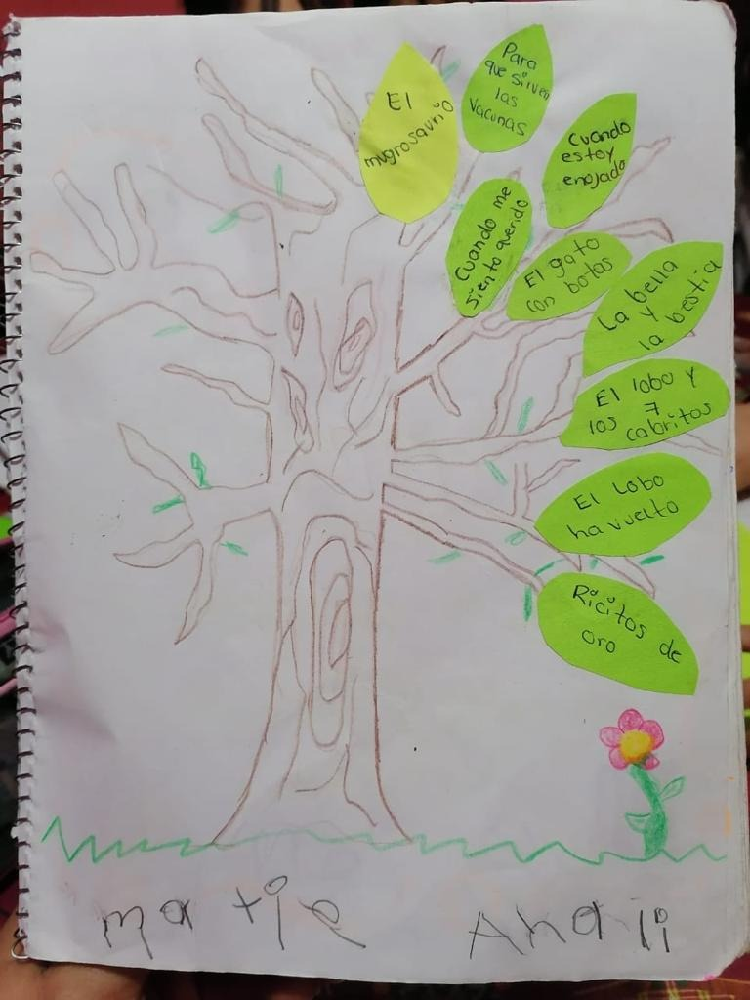 El
mugrosaurio
Para
que sirven
las
Vacunas
Cuando
estoy
enojado
Cuando me
siento querido
El gato
con botas
La bella
y
la bestia
El lobo y
los 7
cabritos
El Lobo
ha vuelto
Ricitos de
oro
Anali